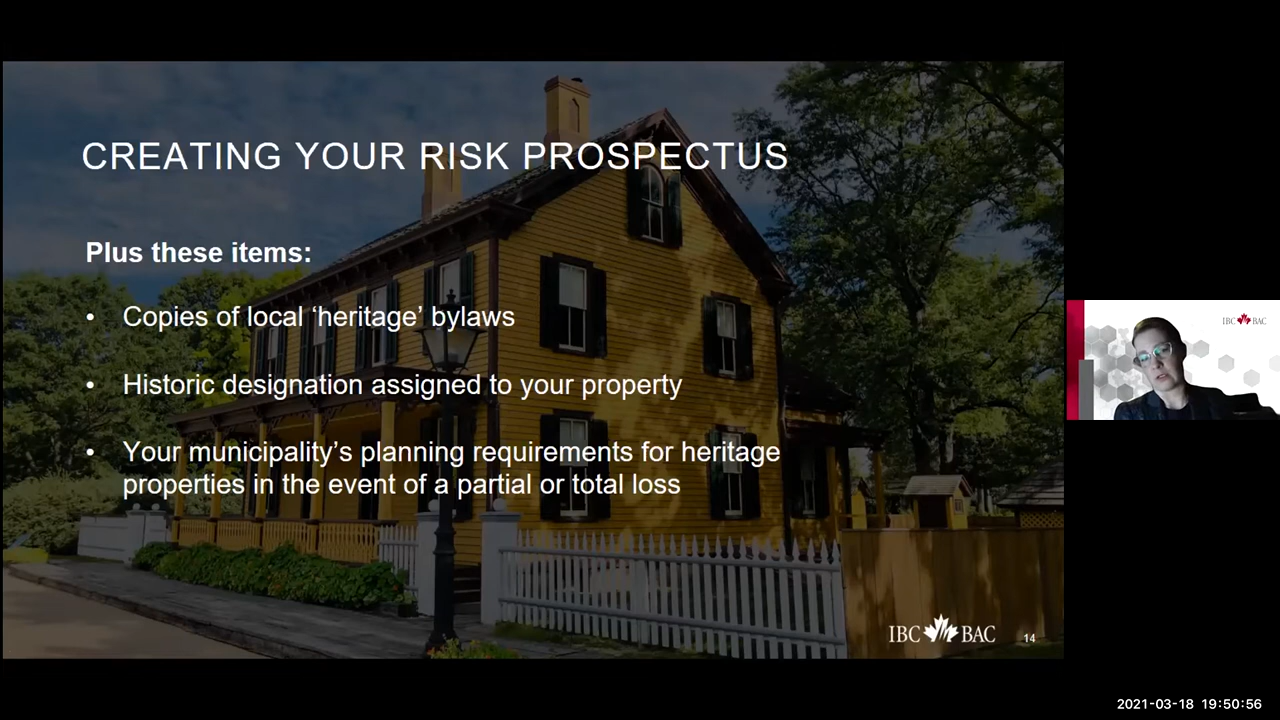 CREATING YOUR RISK PROSPECTUS
Plus these items:
• Copies of local ‘heritage’ bylaws
• Historic designation assigned to your property
• Your municipality’s planning requirements for heritage
properties in the event of a partial or total loss
IBC BAC
14
IBC BAC
2021-03-18 19:50:56